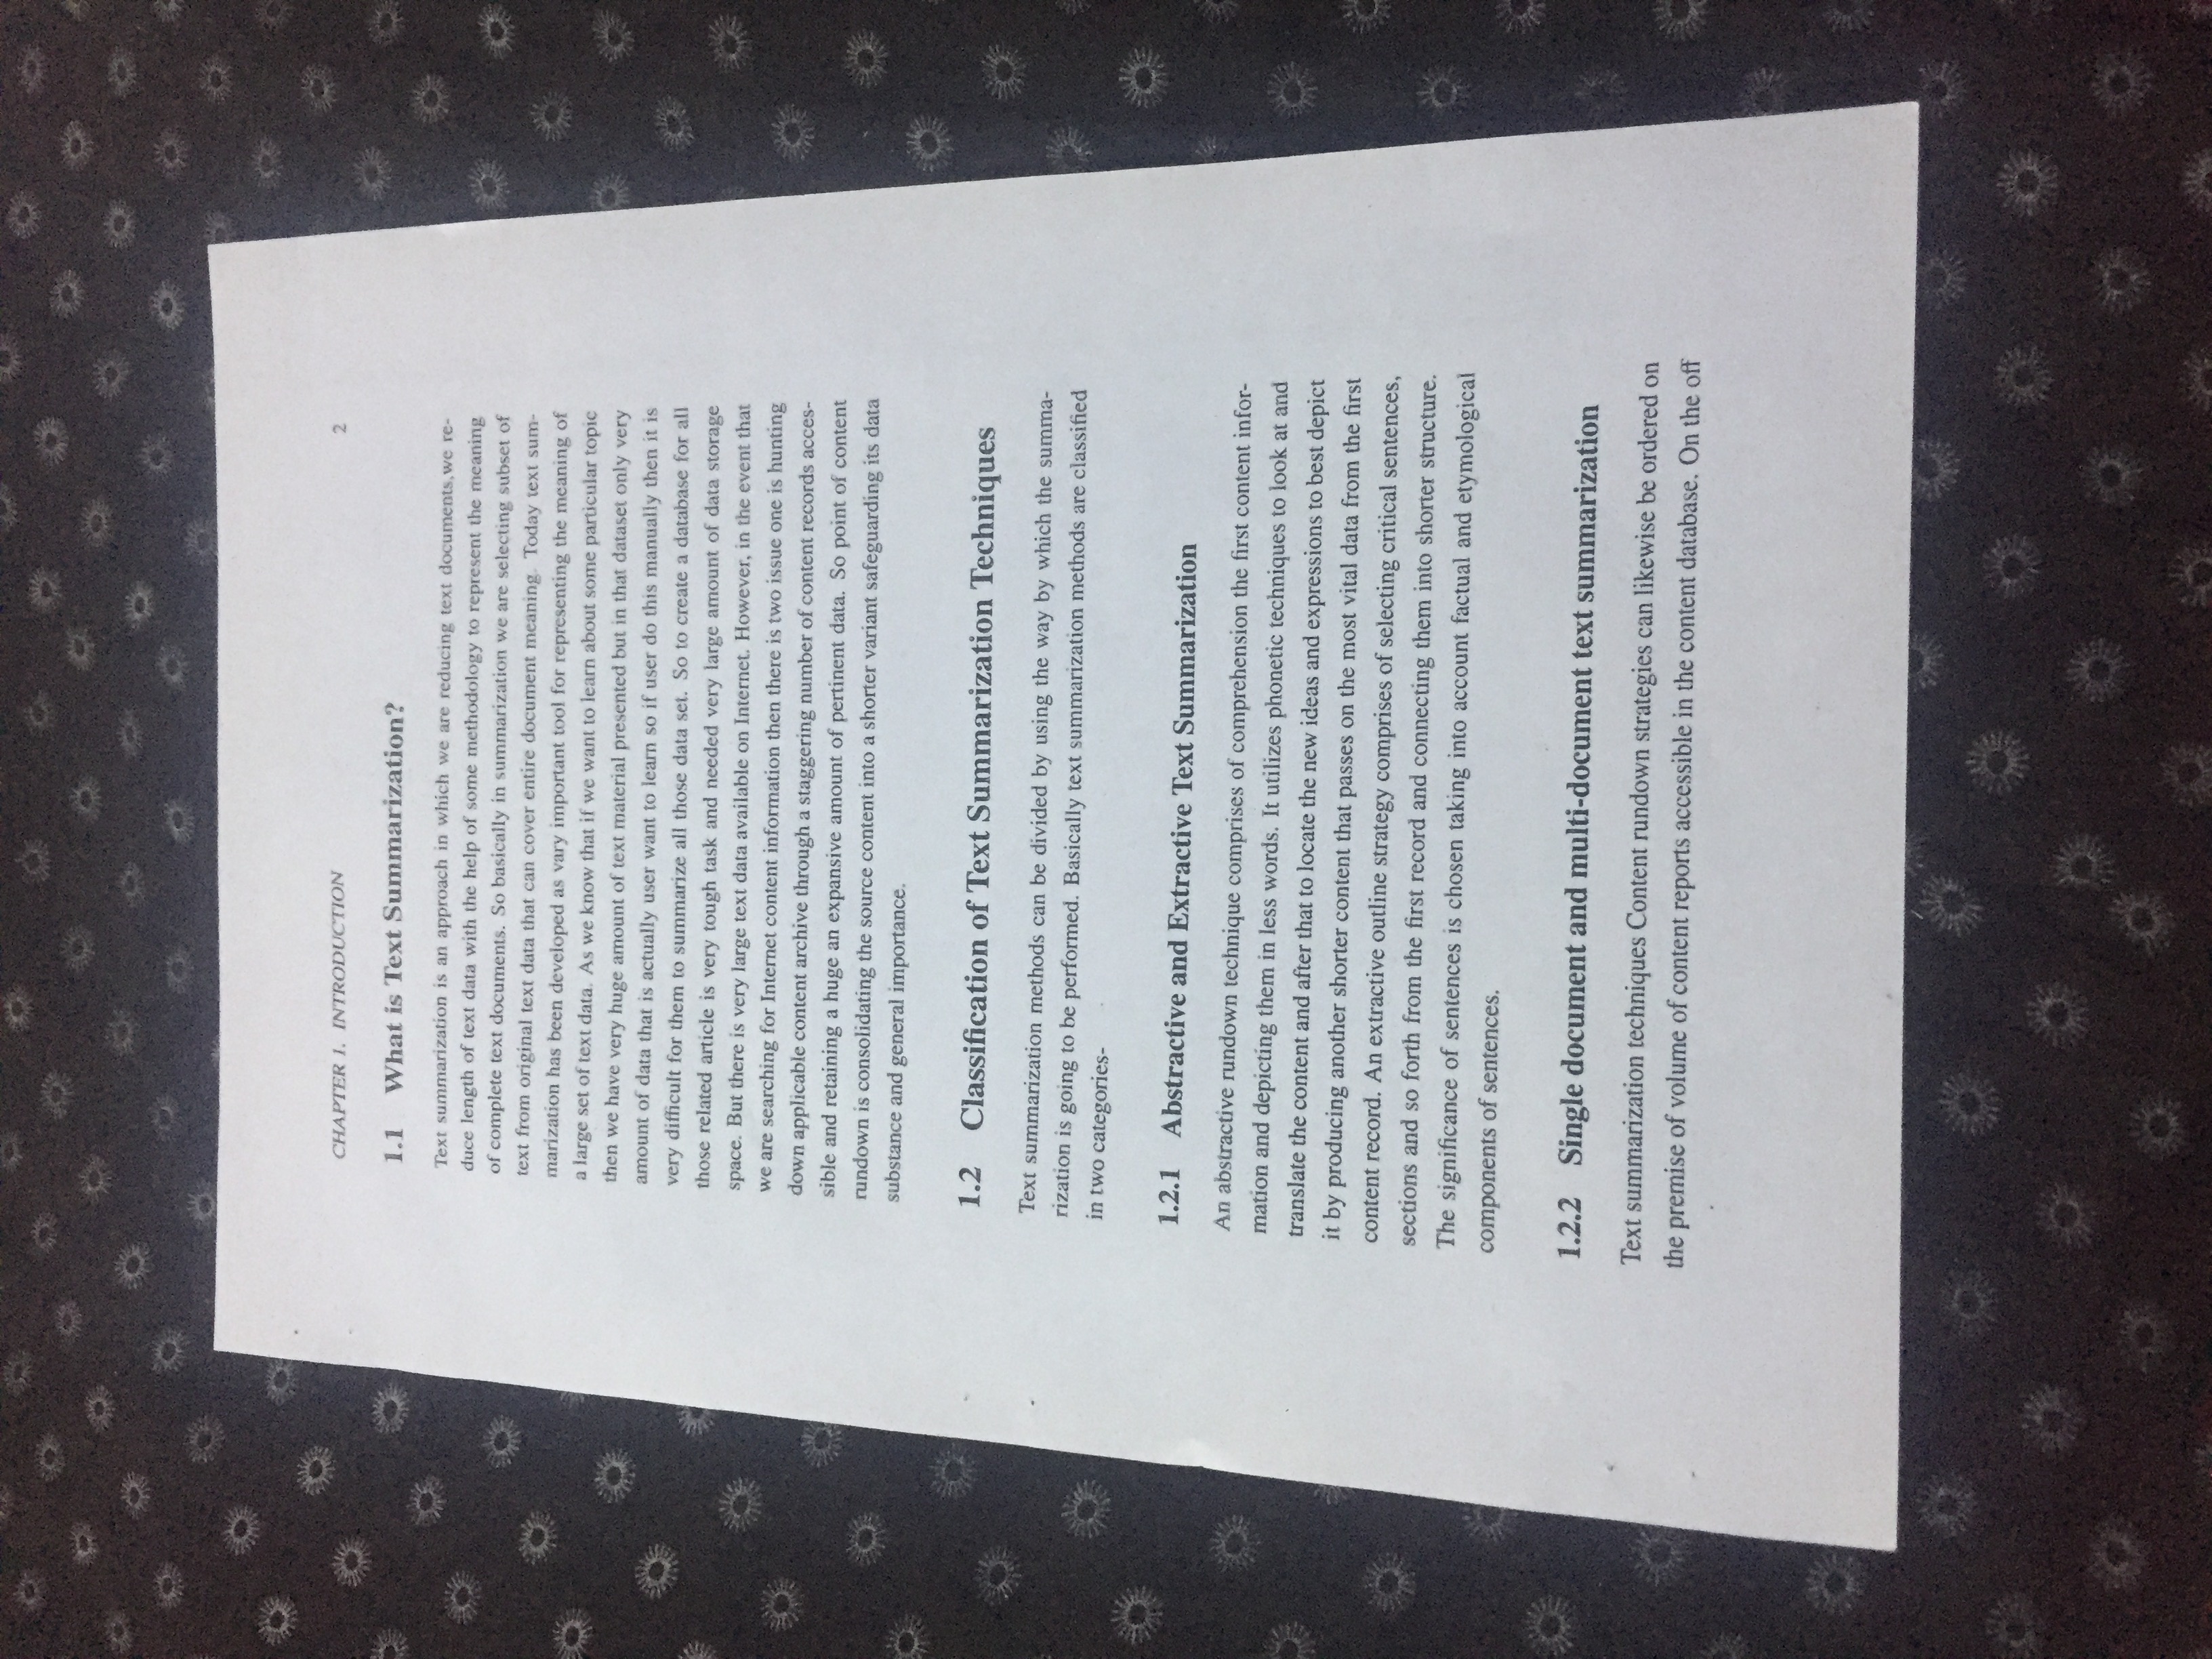 CHAPTER 1. INTRODUCTION 2
1.1 What is Text Summarization?
Text summarization is an approach in which we are reducing text documents,we re-
duce length of text data with the help of some methodology to represent the meaning
of complete text documents. So basically in summarization we are selecting subset of
text from original text data that can cover entire document meaning. Today text sum-
marization has been developed as vary important tool for representing the meaning of
a large set of text data. As we know that if we want to learn about some particular topic
then we have very huge amount of text material presented but in that dataset only very
amount of data that is actually user want to learn so if user do this manually then it is
very difficult for them to summarize all those data set. So to create a database for all
those related article is very tough task and needed very large amount of data storage
space. But there is very large text data available on Internet. However, in the event that
we are searching for Internet content information then there is two issue one is hunting
down applicable content archive through a staggering number of content records acces-
sible and retaining a huge an expansive amount of pertinent data. So point of content
rundown is consolidating the source content into a shorter variant safeguarding its data
substance and general importance.
1.2 Classification of Text Summarization Techniques
Text summarization methods can be divided by using the way by which the summa-
rization is going to be performed. Basically text summarization methods are classified
in two categories-
1.2.1 Abstractive and Extractive Text Summarization
An abstractive rundown technique comprises of comprehension the first content infor-
mation and depicting them in less words. It utilizes phonetic techniques to look at and
translate the content and after that to locate the new ideas and expressions to best depict
it by producing another shorter content that passes on the most vital data from the first
content record. An extractive outline strategy comprises of selecting critical sentences,
sections and so forth from the first record and connecting them into shorter structure.
The significance of sentences is chosen taking into account factual and etymological
components of sentences.
1.2.2 Single document and multi-document text summarization
Text summarization techniques Content rundown strategies can likewise be ordered on
the premise of volume of content reports accessible in the content database. On the off